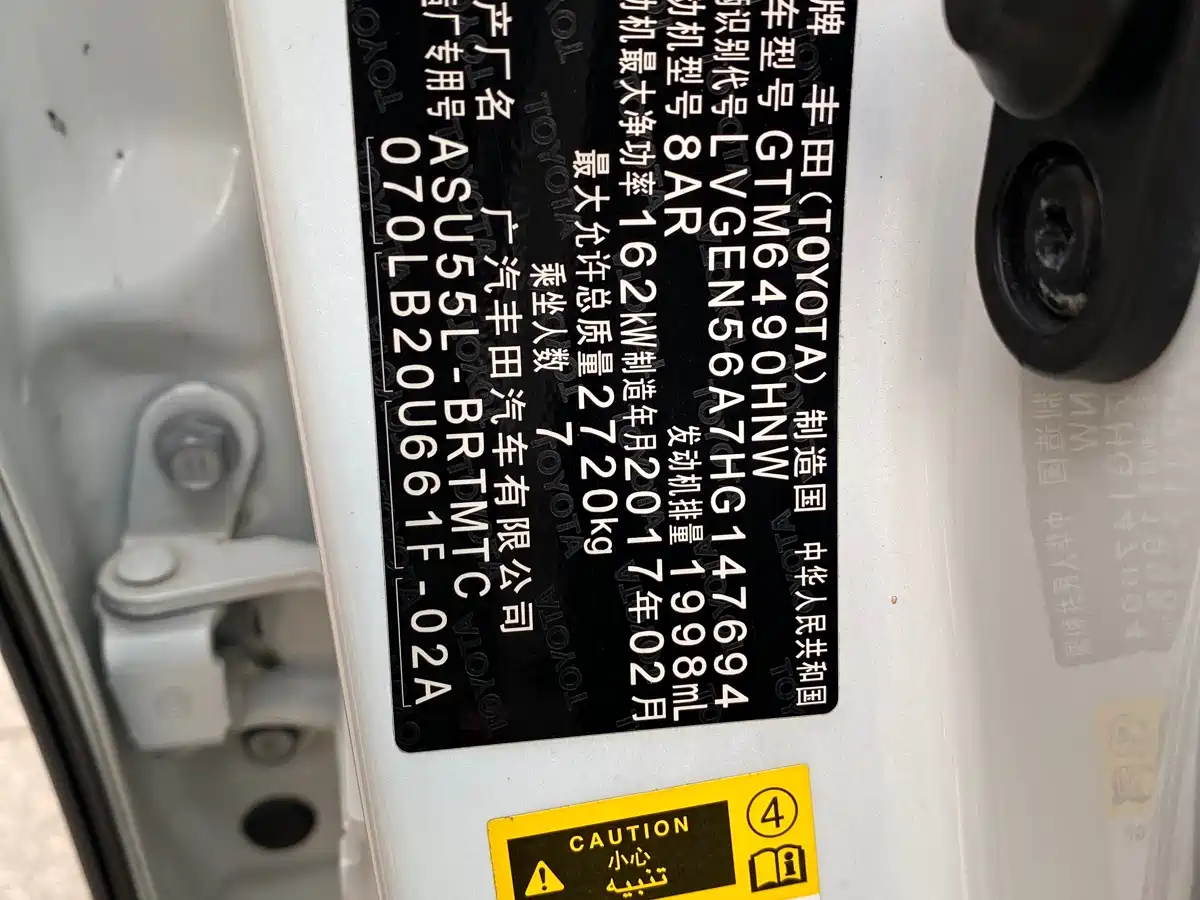 牌 丰田(TOYOTA) 制造国 中华人民共和国
车型号 GTM6490HNW
识别代号 LVGEN56A7HG147694
动机型号 8AR 发动机排量 1998mL
动机最大净功率 162kW 制造年月 2017年02月
最大允许总质量 2720kg
乘坐人数 7
产厂名 广汽丰田汽车有限公司
厂专用号 ASU55L-BRTMTC
070LB20U661F-02A
CAUTION
小心
تنبيه
4